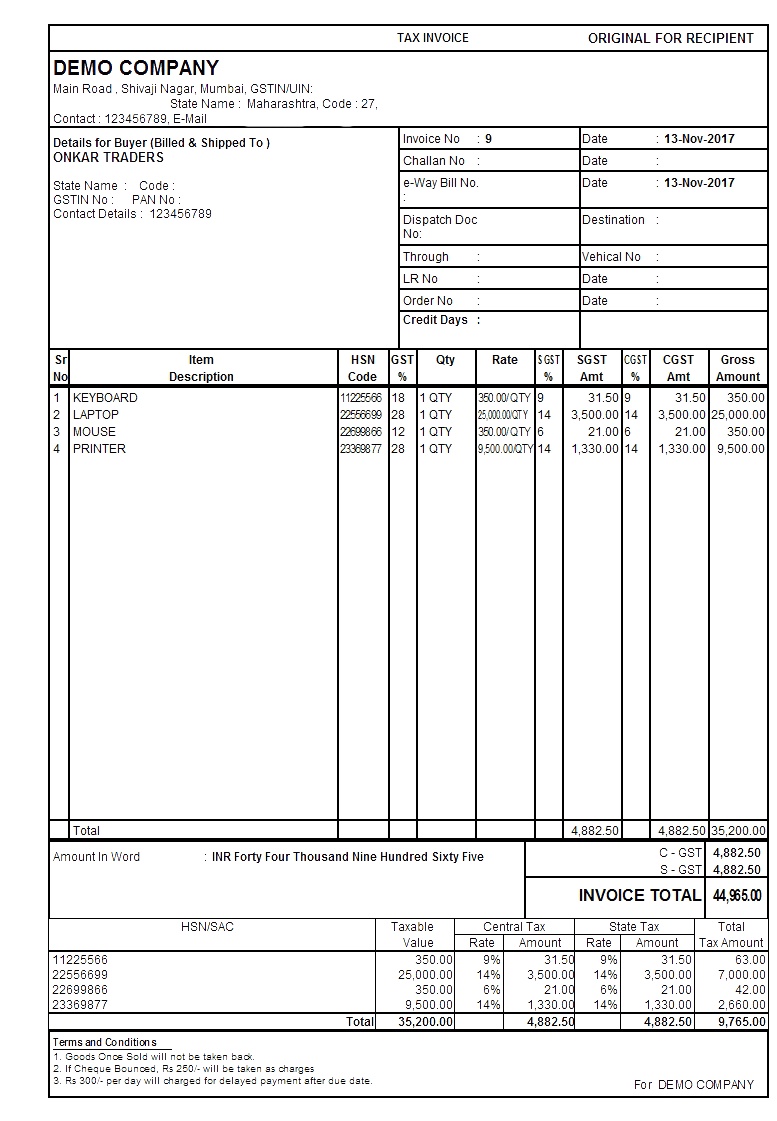 TAX INVOICE ORIGINAL FOR RECIPIENT
DEMO COMPANY
Main Road , Shivaji Nagar, Mumbai, GSTIN/UIN:
State Name : Maharashtra, Code : 27,
Contact : 123456789, E-Mail
Details for Buyer (Billed & Shipped To )
ONKAR TRADERS
State Name : Code :
GSTIN No : PAN No :
Contact Details : 123456789
Invoice No : 9 Date : 13-Nov-2017
Challan No : Date :
e-Way Bill No. Date : 13-Nov-2017
:
Dispatch Doc Destination :
No:
Through : Vehical No :
LR No : Date :
Order No : Date :
Credit Days :
Sr Item HSN GST Qty Rate SGST SGST CGST CGST Gross
No Description Code % % Amt % Amt Amount
1 KEYBOARD 11225566 18 1 QTY 350.00/QTY 9 31.50 9 31.50 350.00
2 LAPTOP 22556699 28 1 QTY 25,000.00/QTY 14 3,500.00 14 3,500.00 25,000.00
3 MOUSE 22699866 12 1 QTY 350.00/QTY 6 21.00 6 21.00 350.00
4 PRINTER 23369877 28 1 QTY 9,500.00/QTY 14 1,330.00 14 1,330.00 9,500.00
Total 4,882.50 4,882.50 35,200.00
Amount In Word : INR Forty Four Thousand Nine Hundred Sixty Five
C - GST 4,882.50
S - GST 4,882.50
INVOICE TOTAL 44,965.00
HSN/SAC Taxable Central Tax State Tax Total
Value Rate Amount Rate Amount Tax Amount
11225566 350.00 9% 31.50 9% 31.50 63.00
22556699 25,000.00 14% 3,500.00 14% 3,500.00 7,000.00
22699866 350.00 6% 21.00 6% 21.00 42.00
23369877 9,500.00 14% 1,330.00 14% 1,330.00 2,660.00
Total 35,200.00 4,882.50 4,882.50 9,765.00
Terms and Conditions
1. Goods Once Sold will not be taken back.
2. If Cheque Bounced, Rs 250/- will be taken as charges
3. Rs 300/- per day will charged for delayed payment after due date.
For DEMO COMPANY